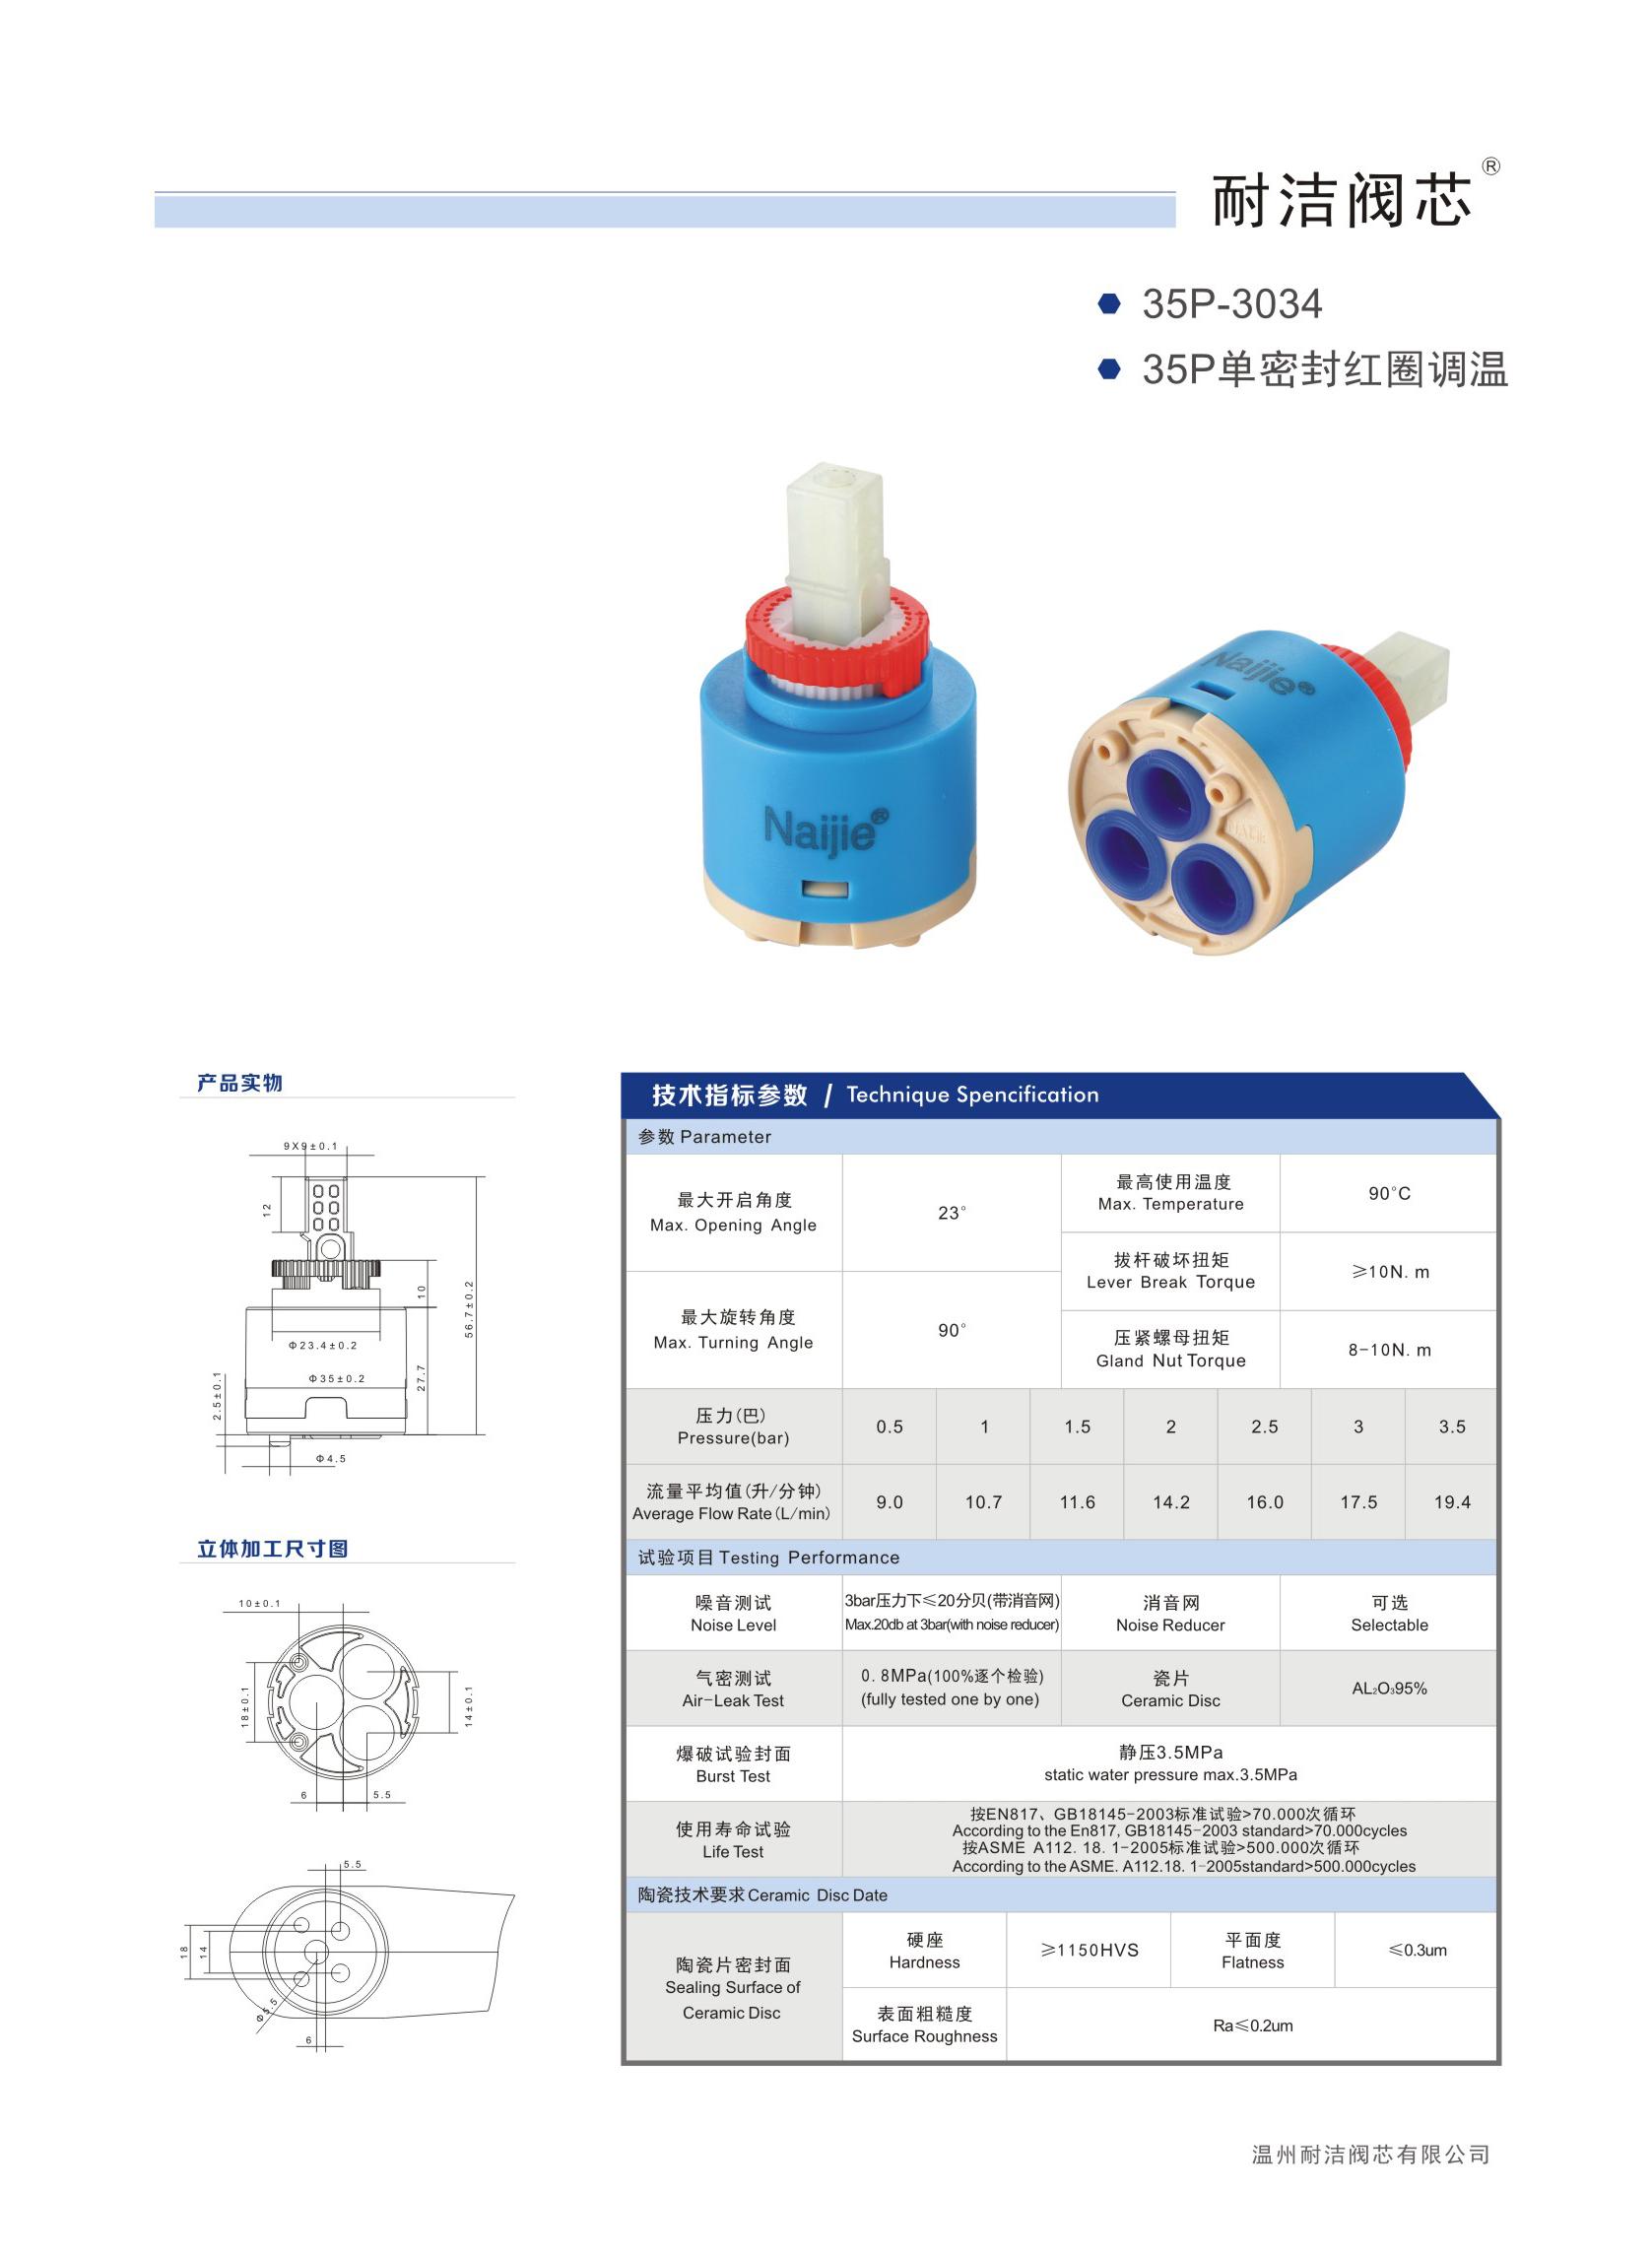 耐洁阀芯®
35P-3034
35P单密封红圈调温
Naijie®
Naijie®
产品实物
9X9±0.1
12
10
56.7±0.2
Φ23.4±0.2
Φ35±0.2
27.7
2.5±0.1
Φ4.5
立体加工尺寸图
10±0.1
18±0.1
14±0.1
6
5.5
5.5
18
14
Φ5.5
6
技术指标参数 / Technique Spencification
参数 Parameter
最大开启角度
Max. Opening Angle
23°
最高使用温度
Max. Temperature
90°C
拔杆破坏扭矩
Lever Break Torque
≥10N. m
最大旋转角度
Max. Turning Angle
90°
压紧螺母扭矩
Gland Nut Torque
8-10N. m
压力(巴)
Pressure(bar)
0.5 1 1.5 2 2.5 3 3.5
流量平均值(升/分钟)
Average Flow Rate(L/min)
9.0 10.7 11.6 14.2 16.0 17.5 19.4
试验项目 Testing Performance
噪音测试
Noise Level
3bar压力下≤20分贝(带消音网)
Max.20db at 3bar(with noise reducer)
消音网
Noise Reducer
可选
Selectable
气密测试
Air-Leak Test
0. 8MPa(100%逐个检验)
(fully tested one by one)
瓷片
Ceramic Disc
AL₂O₃95%
爆破试验封面
Burst Test
静压3.5MPa
static water pressure max.3.5MPa
使用寿命试验
Life Test
按EN817、GB18145-2003标准试验>70.000次循环
According to the En817, GB18145-2003 standard>70.000cycles
按ASME A112. 18. 1-2005标准试验>500.000次循环
According to the ASME. A112.18. 1-2005standard>500.000cycles
陶瓷技术要求 Ceramic Disc Date
陶瓷片密封面
Sealing Surface of
Ceramic Disc
硬座
Hardness
≥1150HVS
平面度
Flatness
≤0.3um
表面粗糙度
Surface Roughness
Ra≤0.2um
温州耐洁阀芯有限公司